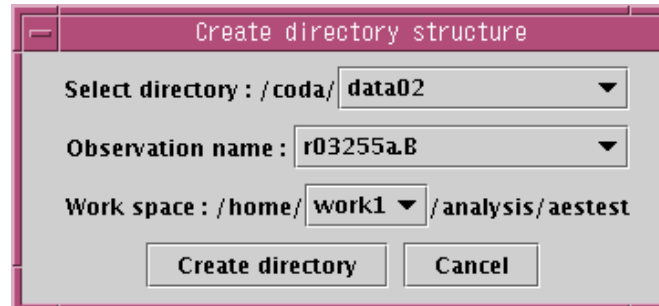 Create directory structure
Select directory : /coda/ data02
Observation name : r03255a.B
Work space : /home/ work1 /analysis/aestest
Create directory Cancel